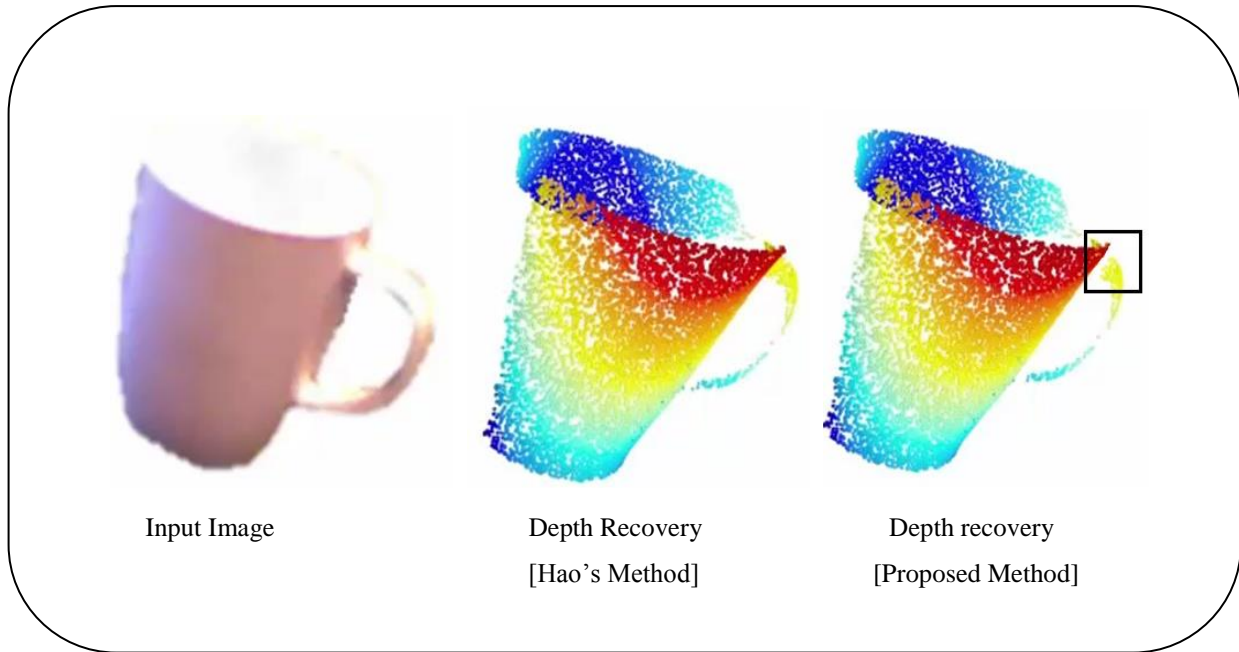 Input Image
Depth Recovery
[Hao's Method]
Depth recovery
[Proposed Method]